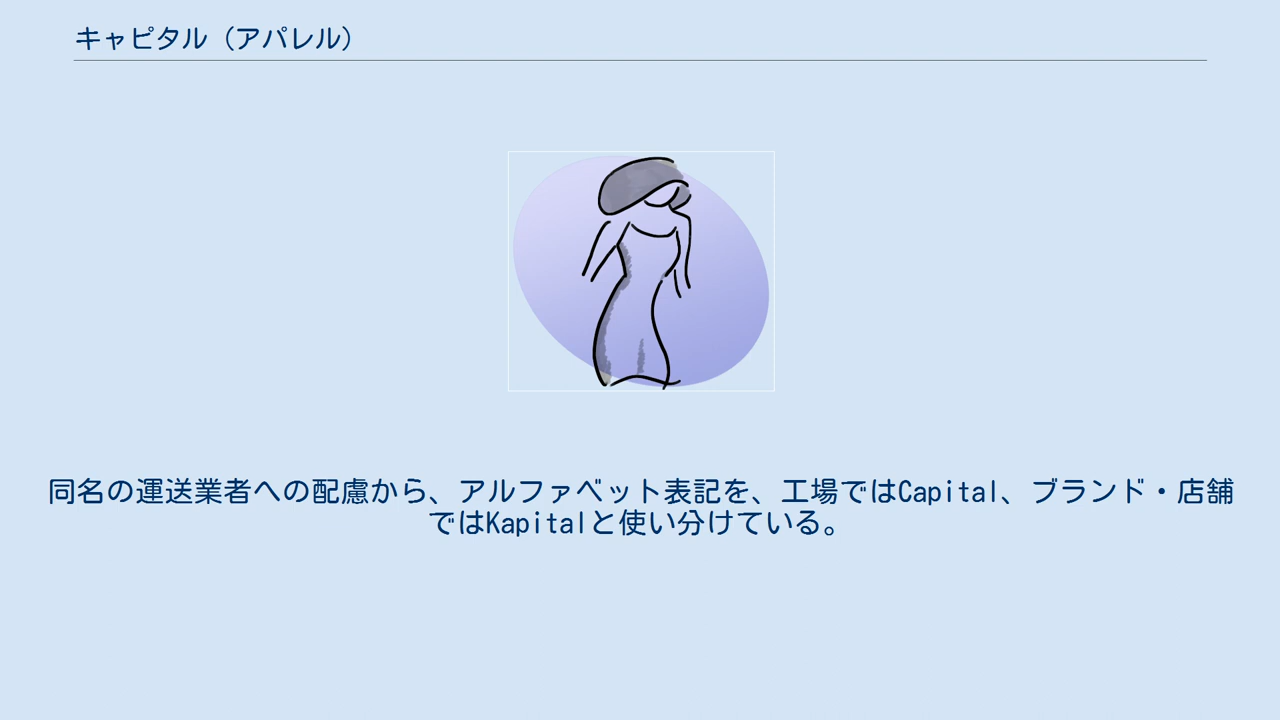 キャピタル（アパレル）
同名の運送業者への配慮から、アルファベット表記を、工場ではCapital、ブランド・店舗
ではKapitalと使い分けている。